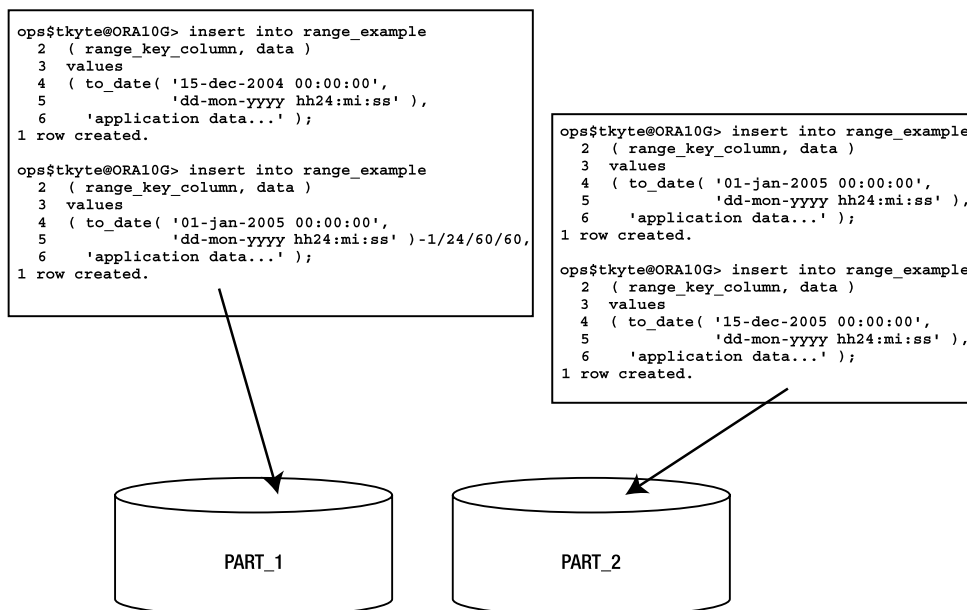 ops$tkyte@ORA10G> insert into range_example
2 ( range_key_column, data )
3 values
4 ( to_date( '15-dec-2004 00:00:00',
5 'dd-mon-yyyy hh24:mi:ss' ),
6 'application data...' );
1 row created.
ops$tkyte@ORA10G> insert into range_example
2 ( range_key_column, data )
3 values
4 ( to_date( '01-jan-2005 00:00:00',
5 'dd-mon-yyyy hh24:mi:ss' )-1/24/60/60,
6 'application data...' );
1 row created.
ops$tkyte@ORA10G> insert into range_example
2 ( range_key_column, data )
3 values
4 ( to_date( '01-jan-2005 00:00:00',
5 'dd-mon-yyyy hh24:mi:ss' ),
6 'application data...' );
1 row created.
ops$tkyte@ORA10G> insert into range_example
2 ( range_key_column, data )
3 values
4 ( to_date( '15-dec-2005 00:00:00',
5 'dd-mon-yyyy hh24:mi:ss' ),
6 'application data...' );
1 row created.
PART_1
PART_2